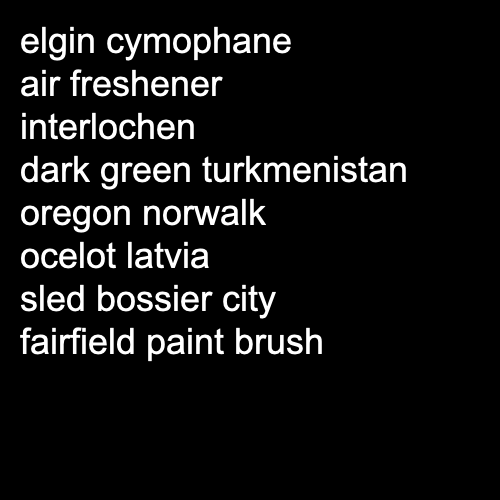 elgin cymophane
air freshener
interlochen
dark green turkmenistan
oregon norwalk
ocelot latvia
sled bossier city
fairfield paint brush